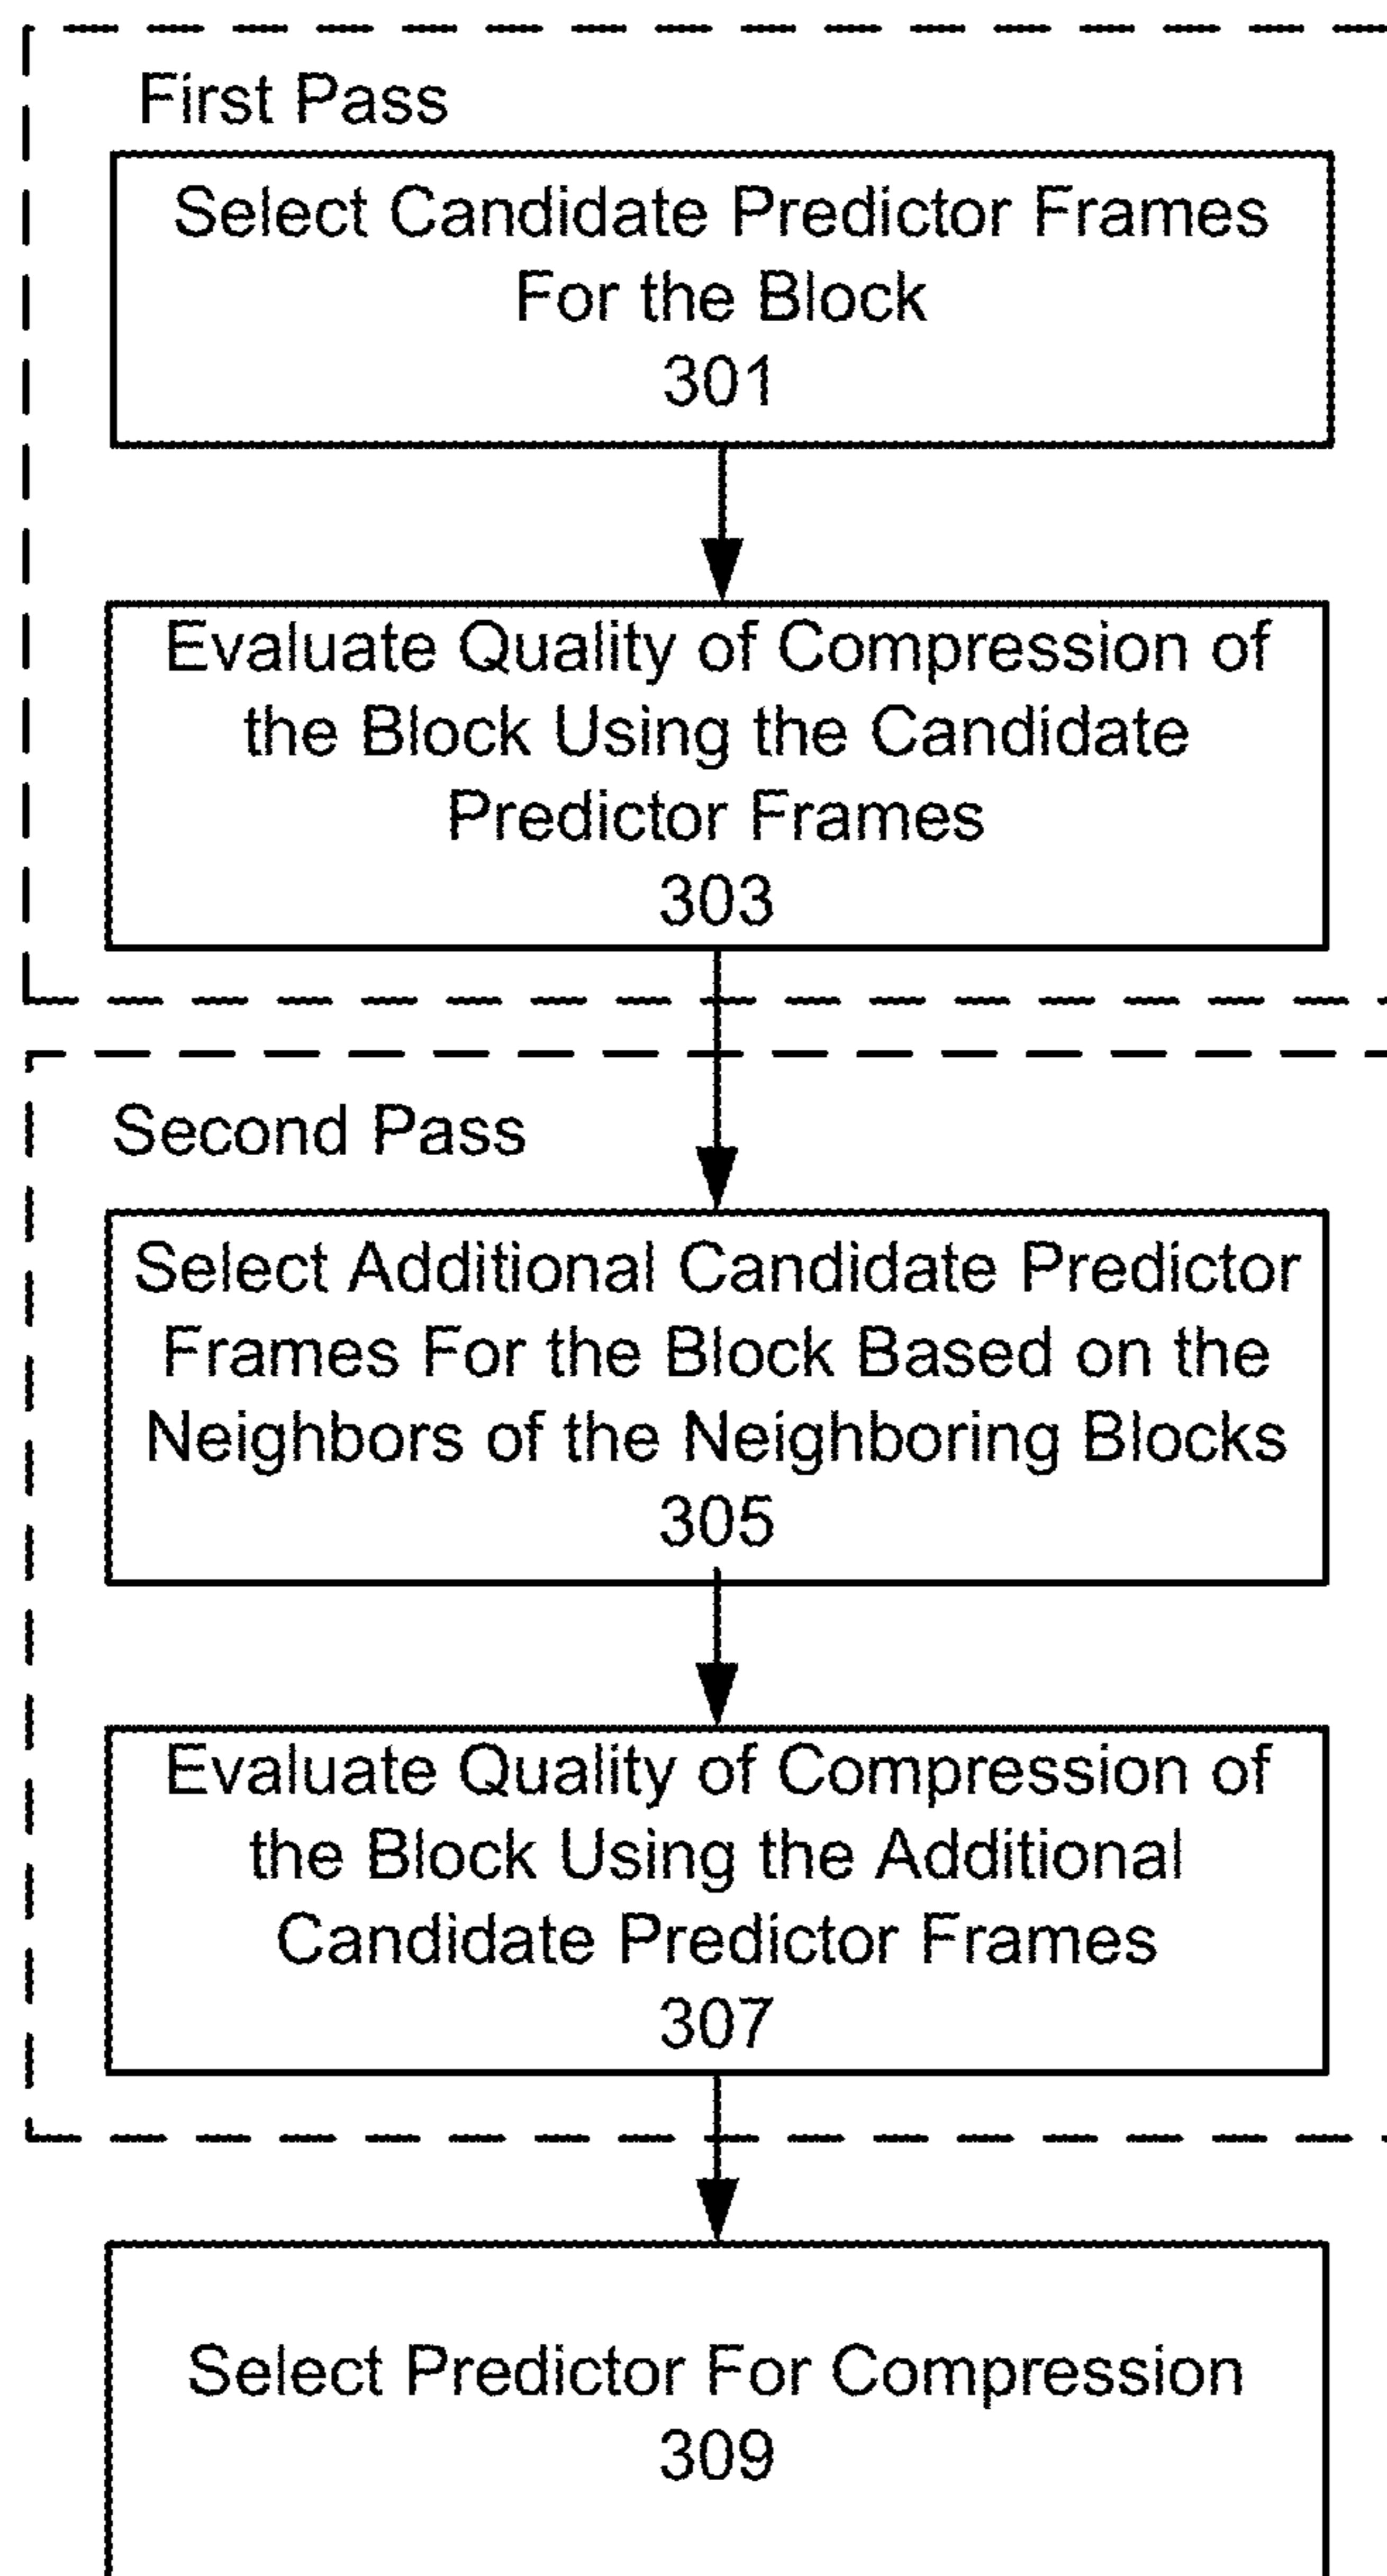 First Pass
Select Candidate Predictor Frames
For the Block
301
Evaluate Quality of Compression of
the Block Using the Candidate
Predictor Frames
303
Second Pass
Select Additional Candidate Predictor
Frames For the Block Based on the
Neighbors of the Neighboring Blocks
305
Evaluate Quality of Compression of
the Block Using the Additional
Candidate Predictor Frames
307
Select Predictor For Compression
309